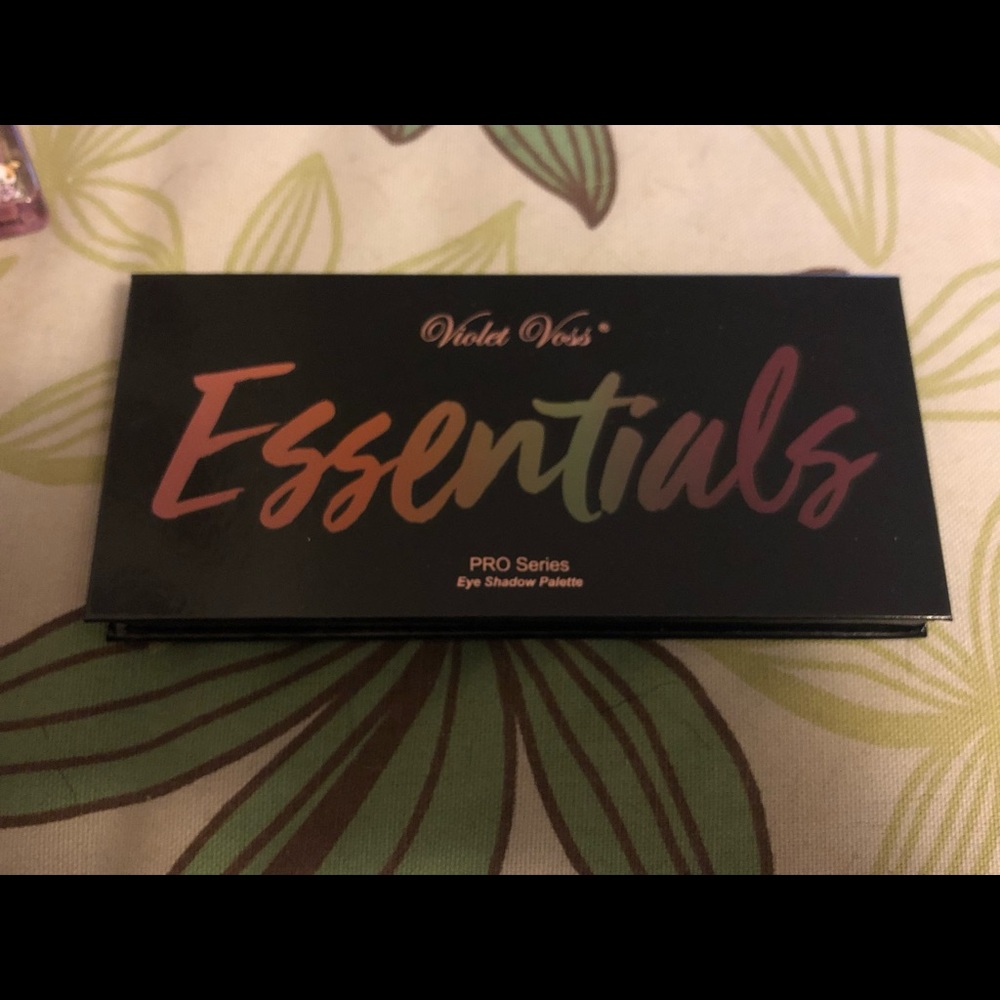 Violet Voss®
Essentials
PRO Series
Eye Shadow Palette